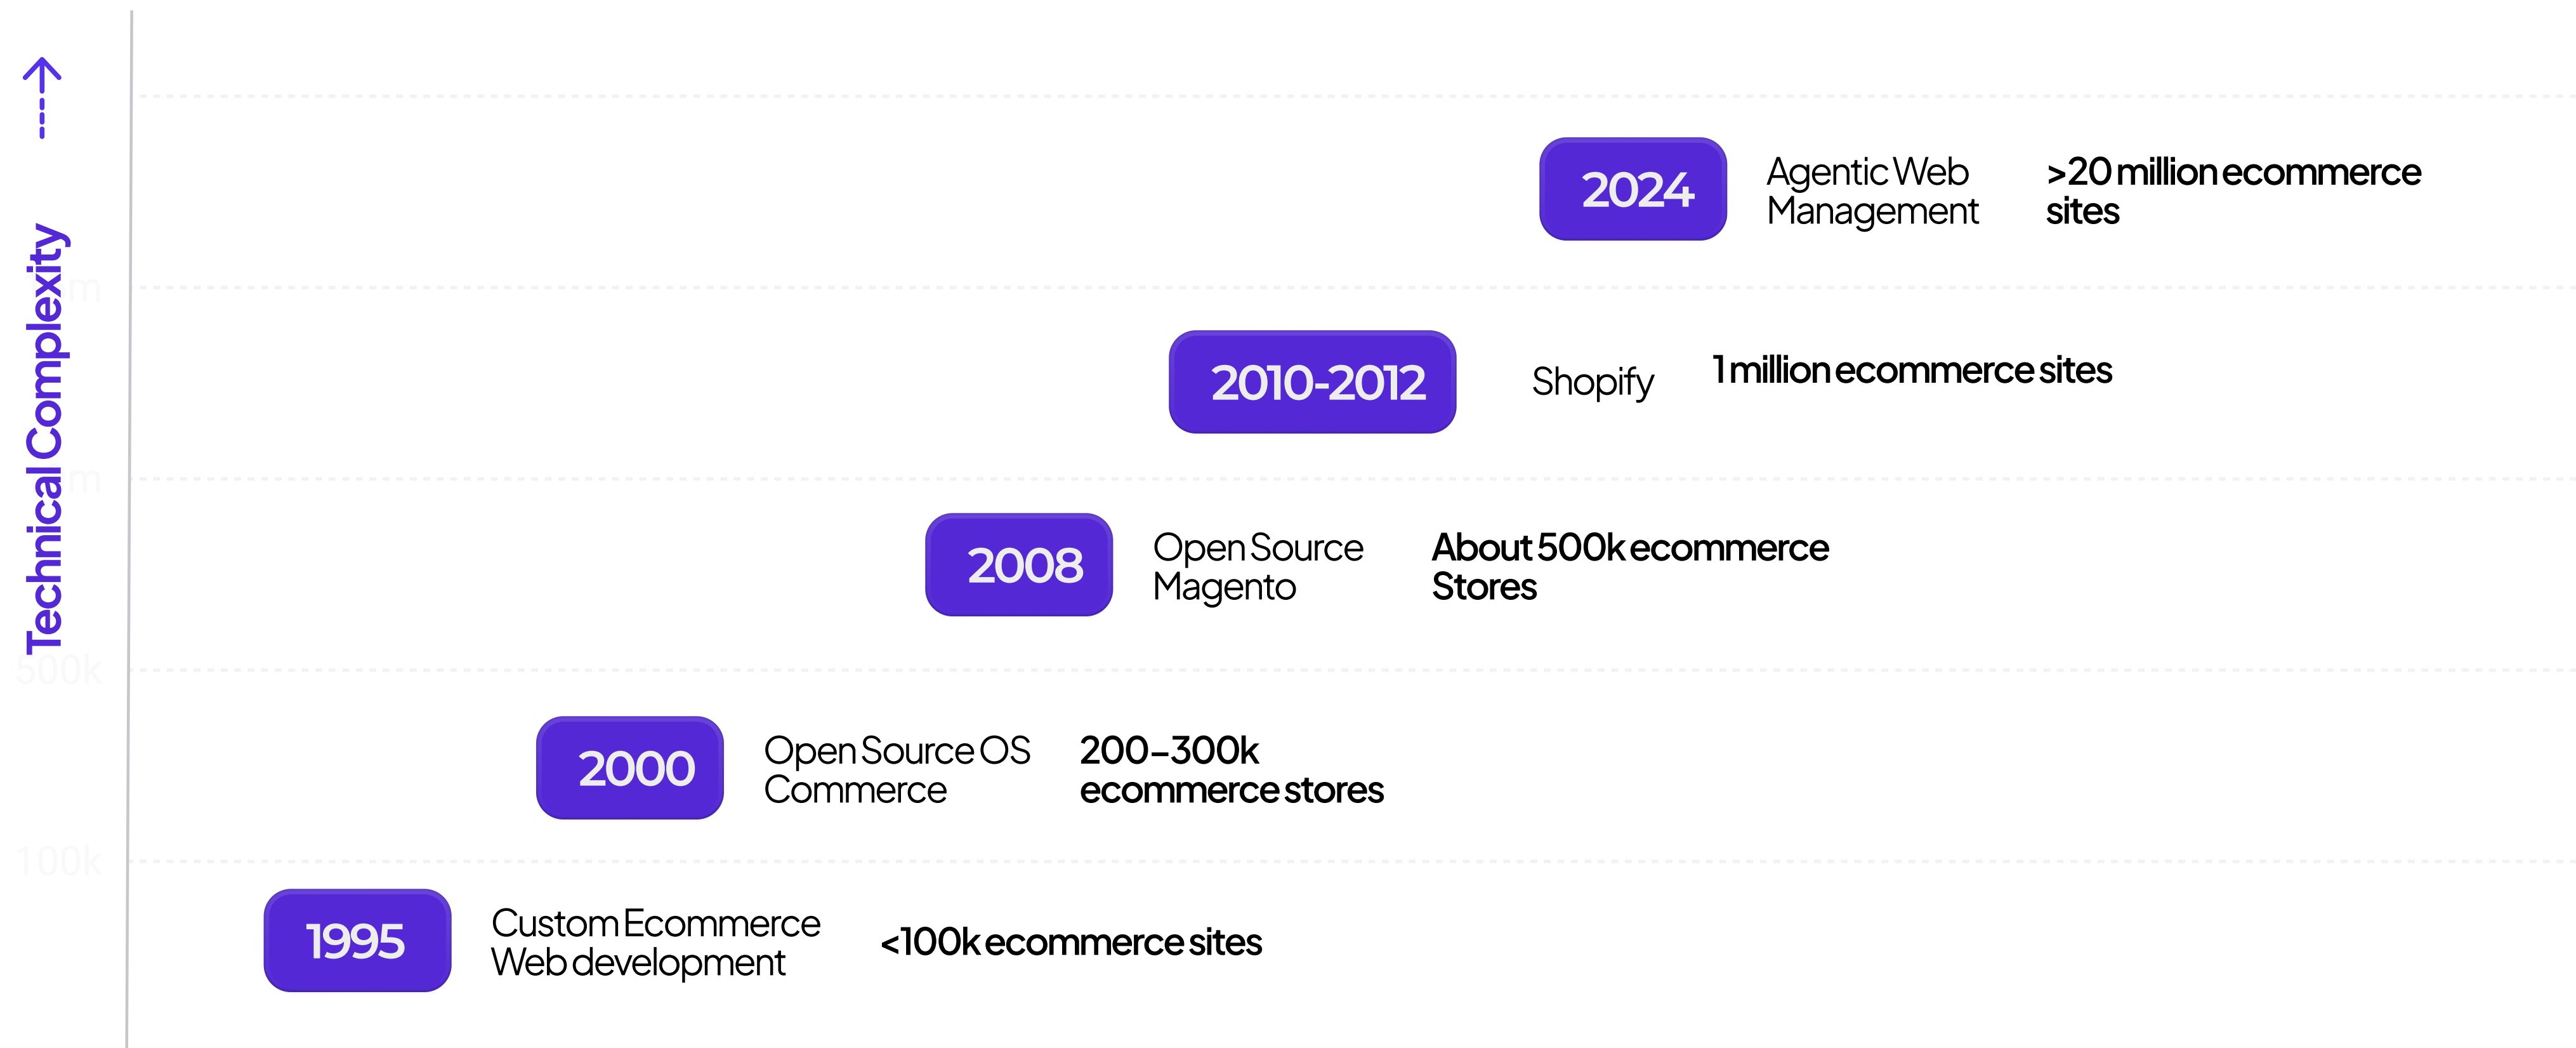 Technical Complexity
2024
Agentic Web
Management
>20 million ecommerce
sites
2010-2012
Shopify
1 million ecommerce sites
2008
Open Source
Magento
About 500k ecommerce
Stores
500k
2000
Open Source OS
Commerce
200–300k
ecommerce stores
100k
1995
Custom Ecommerce
Web development
<100k ecommerce sites